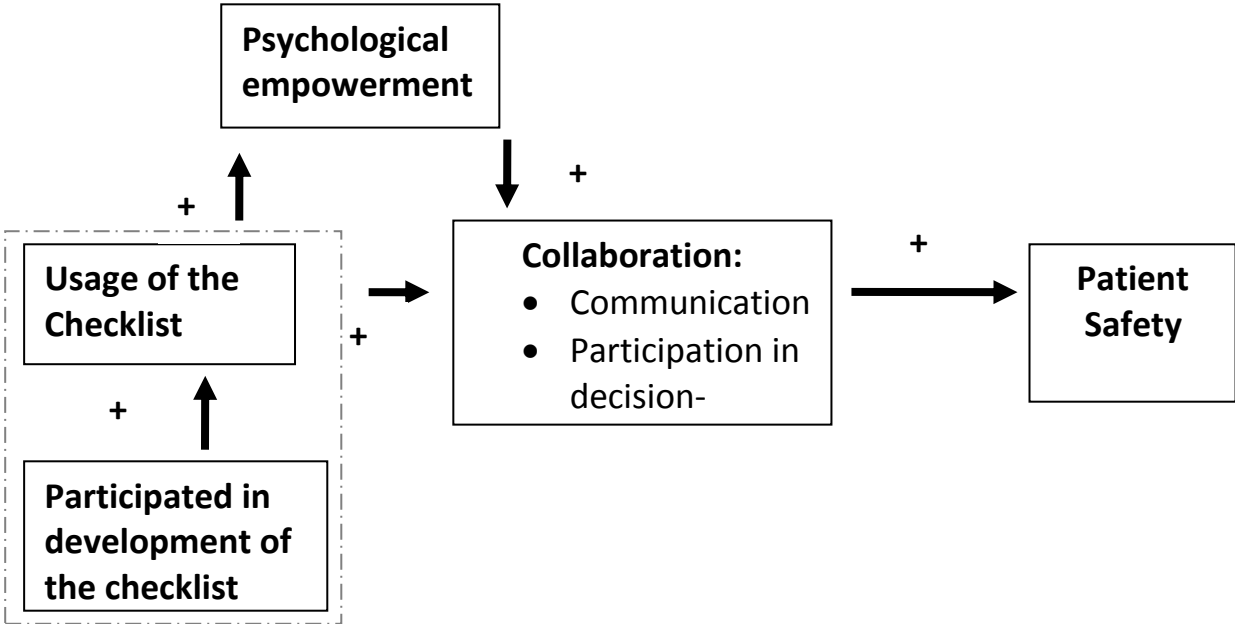 Psychological
empowerment
+
+
+
Usage of the
Checklist
+
+
Participated in
development of
the checklist
Collaboration:
• Communication
• Participation in
decision-
Patient
Safety